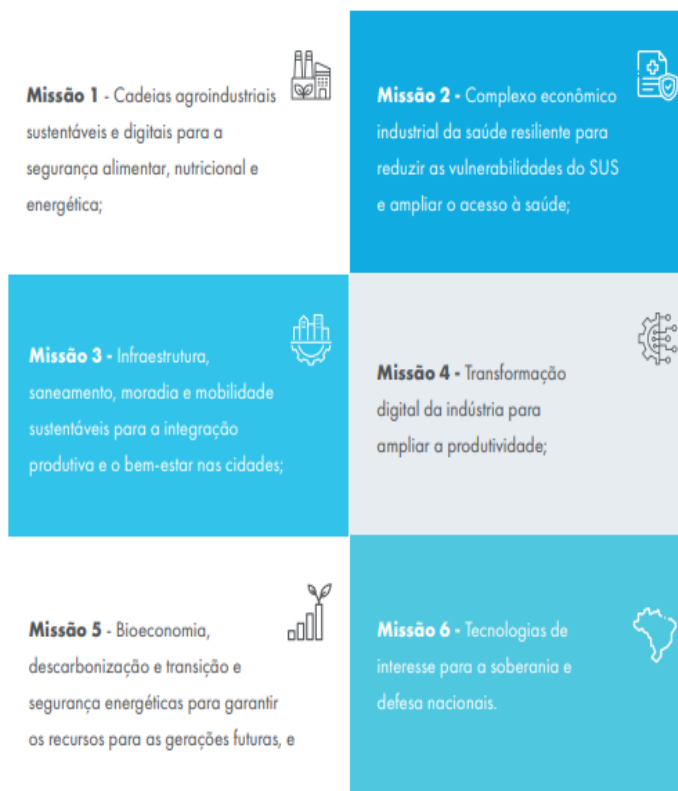 Missão 1 - Cadeias agroindustriais
sustentáveis e digitais para a
segurança alimentar, nutricional e
energética;
Missão 2 - Complexo econômico
industrial da saúde resiliente para
reduzir as vulnerabilidades do SUS
e ampliar o acesso à saúde;
Missão 3 - Infraestrutura,
saneamento, moradia e mobilidade
sustentáveis para a integração
produtiva e o bem-estar nas cidades;
Missão 4 - Transformação
digital da indústria para
ampliar a produtividade;
Missão 5 - Bioeconomia,
descarbonização e transição e
segurança energéticas para garantir
os recursos para as gerações futuras, e
Missão 6 - Tecnologias de
interesse para a soberania e
defesa nacionais.